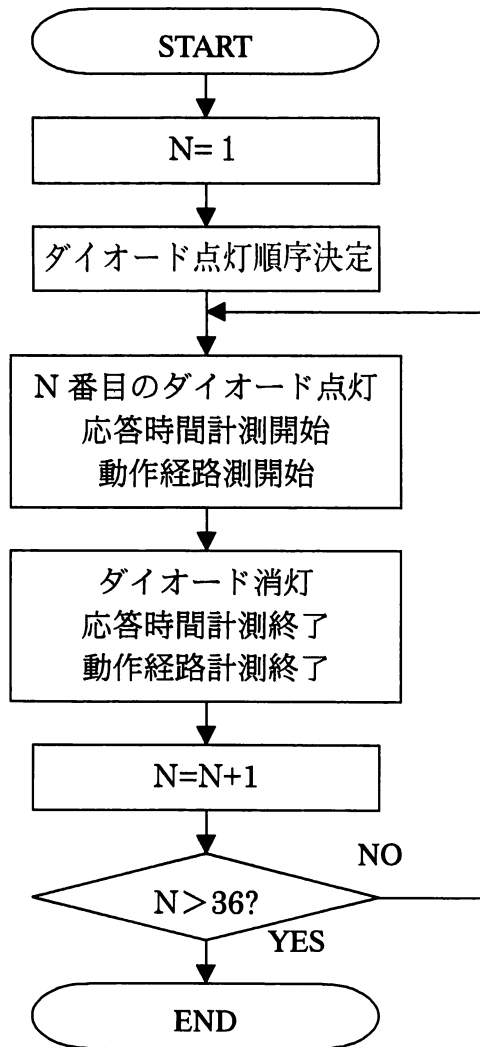 START
N= 1
ダイオード点灯順序決定
N 番目のダイオード点灯
応答時間計測開始
動作経路測開始
ダイオード消灯
応答時間計測終了
動作経路計測終了
N=N+1
NO
N＞36?
YES
END